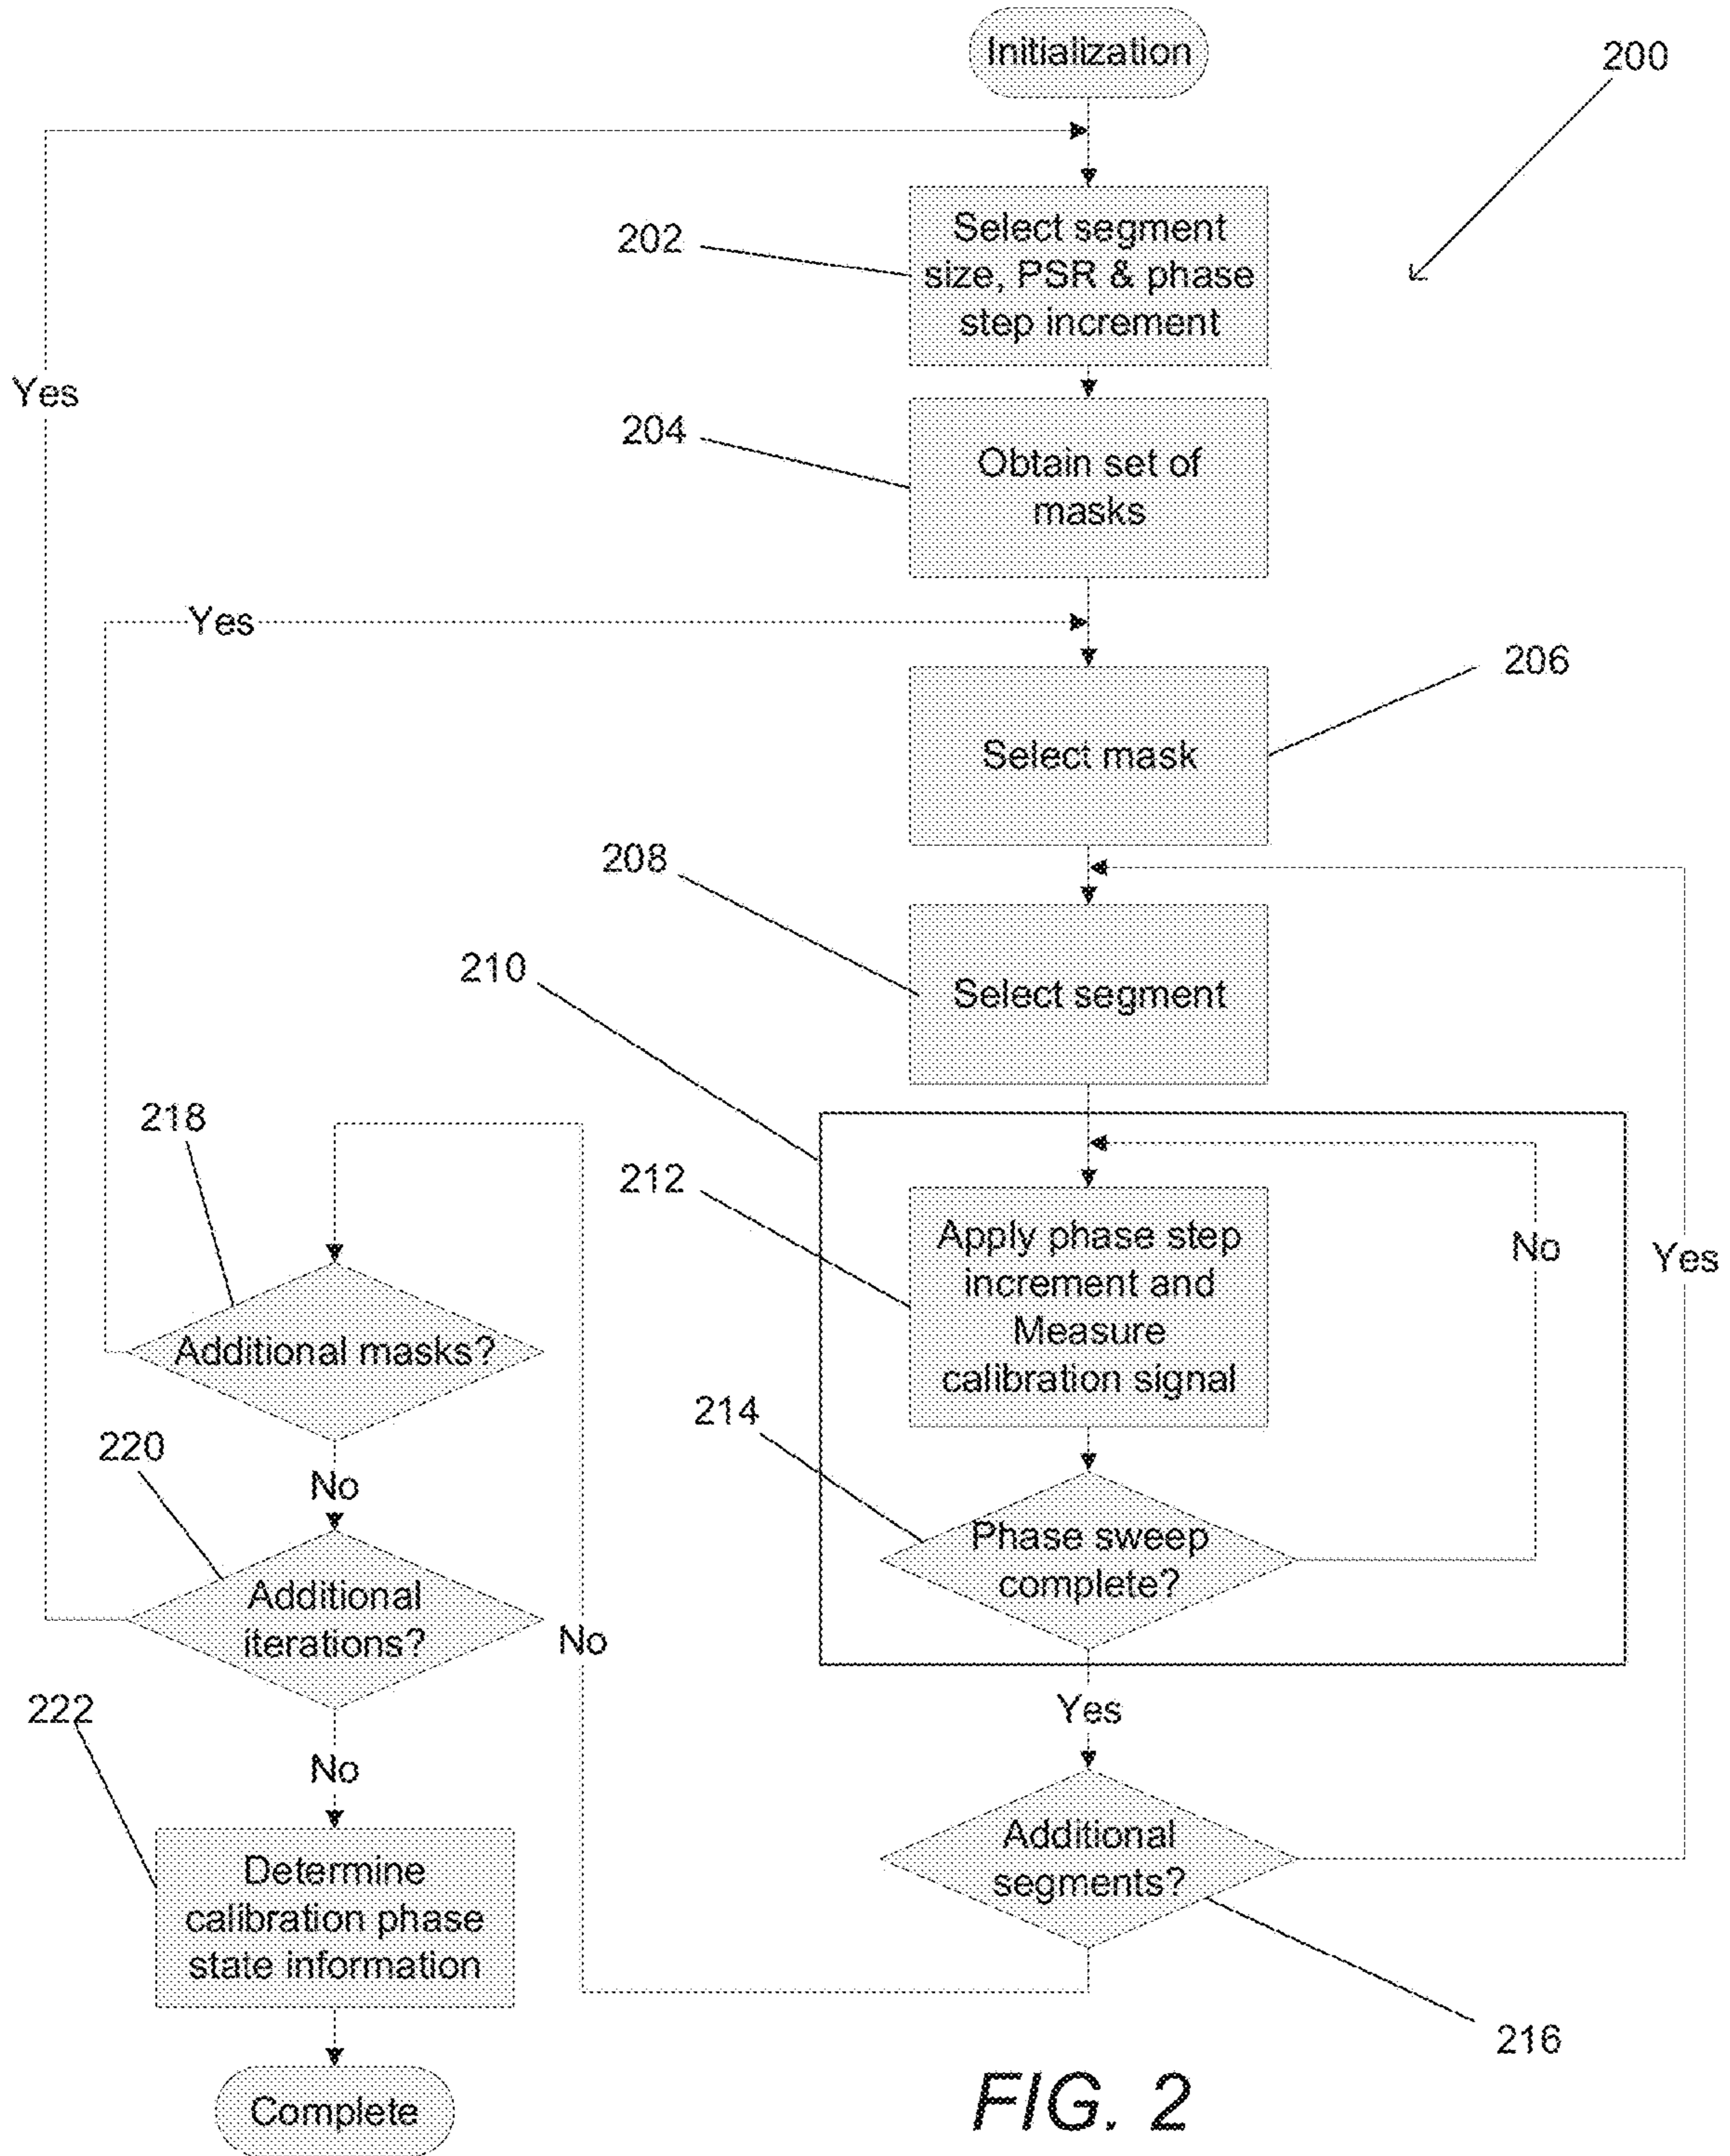 Initialization
200
202
Select segment
size, PSR & phase
step increment
Yes
204
Obtain set of
masks
Yes
206
Select mask
208
210
Select segment
218
212
Apply phase step
increment and
Measure
calibration signal
No
Yes
Additional masks?
214
220
No
Phase sweep
complete?
Additional
iterations?
No
222
Yes
No
Additional
segments?
Determine
calibration phase
state information
216
Complete
FIG. 2